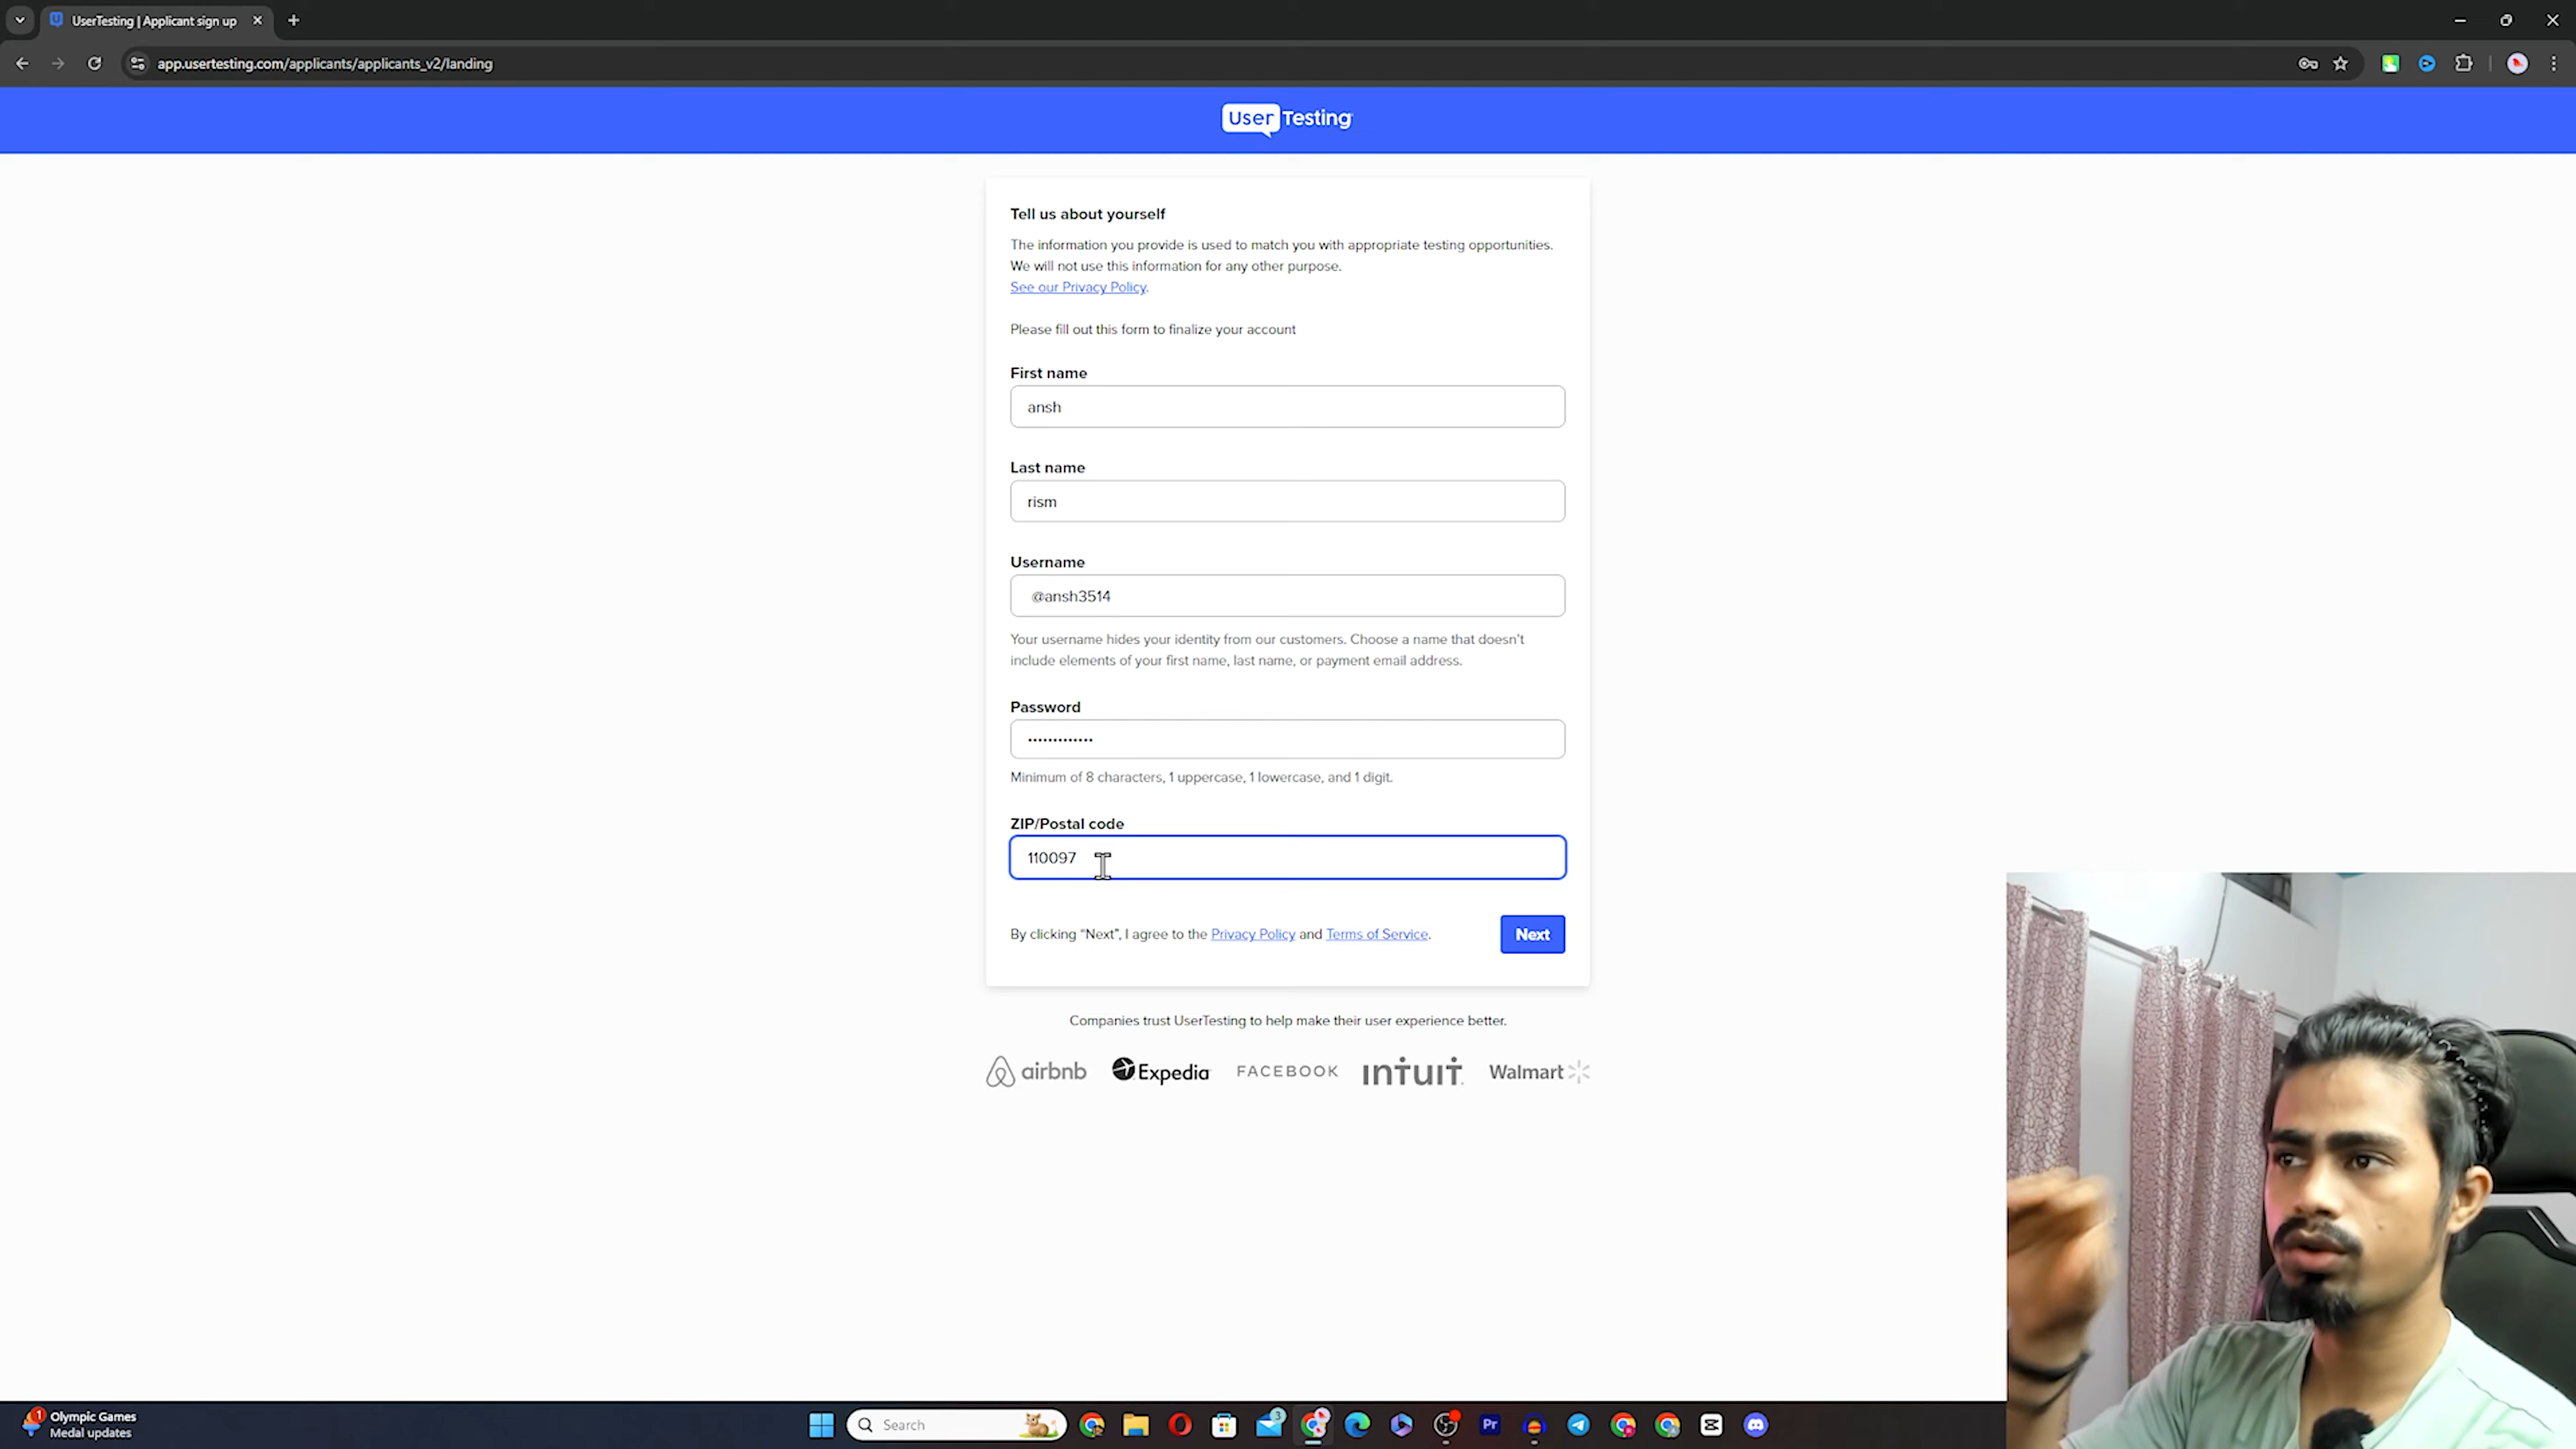 UserTesting | Applicant sign up
app.usertesting.com/applicants/applicants_v2/landing
User Testing
Tell us about yourself
The information you provide is used to match you with appropriate testing opportunities.
We will not use this information for any other purpose.
See our Privacy Policy.
Please fill out this form to finalize your account
First name
ansh
Last name
rism
Username
@ansh3514
Your username hides your identity from our customers. Choose a name that doesn't
include elements of your first name, last name, or payment email address.
Password
•••••••••••••
Minimum of 8 characters, 1 uppercase, 1 lowercase, and 1 digit.
ZIP/Postal code
110097
By clicking “Next”, I agree to the Privacy Policy and Terms of Service.
Next
Companies trust UserTesting to help make their user experience better.
airbnb Expedia FACEBOOK INTUIT Walmart
1
Olympic Games
Medal updates
Search
3
Pr